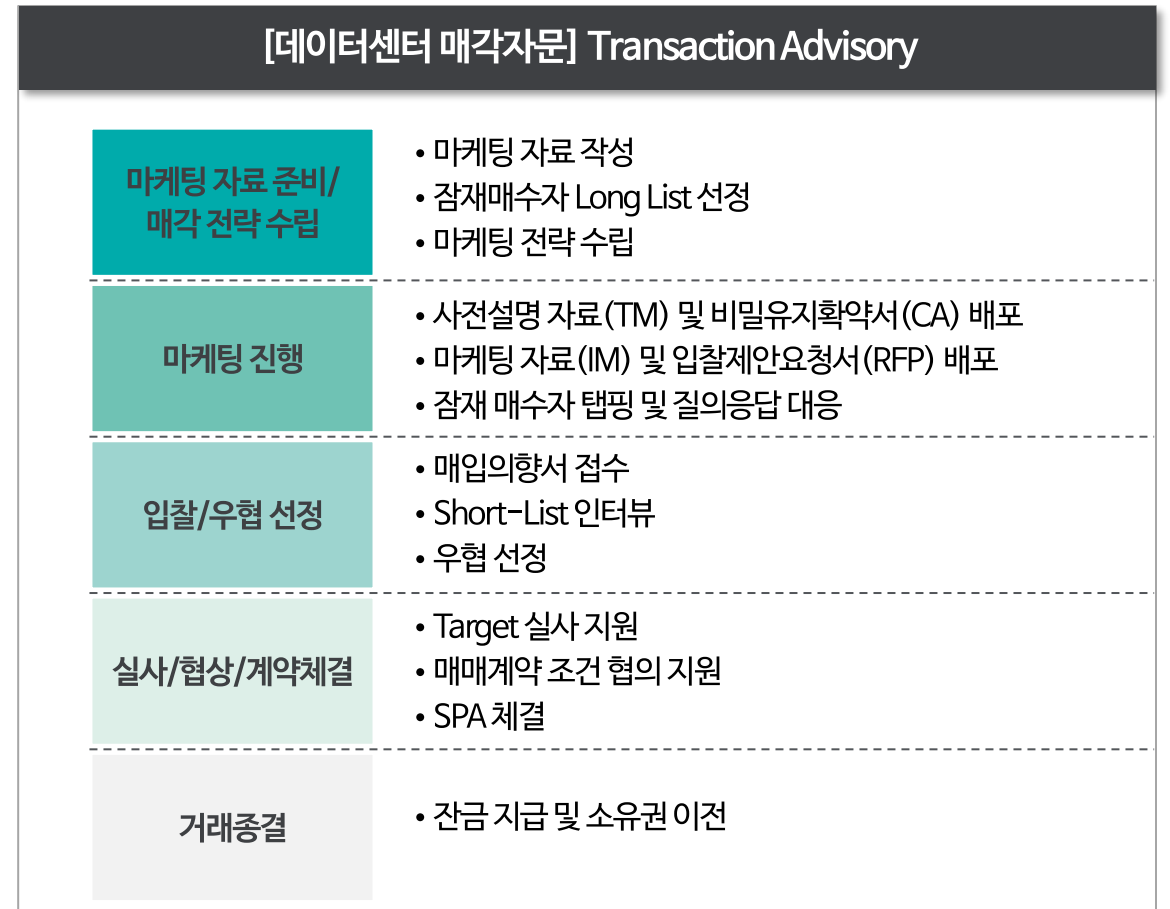 [데이터센터 매각자문] Transaction Advisory
마케팅 자료 준비/
매각 전략 수립
• 마케팅 자료 작성
• 잠재매수자 Long List 선정
• 마케팅 전략 수립
마케팅 진행
• 사전설명 자료(TM) 및 비밀유지확약서(CA) 배포
• 마케팅 자료(IM) 및 입찰제안요청서(RFP) 배포
• 잠재 매수자 탭핑 및 질의응답 대응
입찰/우협 선정
• 매입의향서 접수
• Short-List 인터뷰
• 우협 선정
실사/협상/계약체결
• Target 실사 지원
• 매매계약 조건 협의 지원
• SPA 체결
거래종결
• 잔금 지급 및 소유권 이전